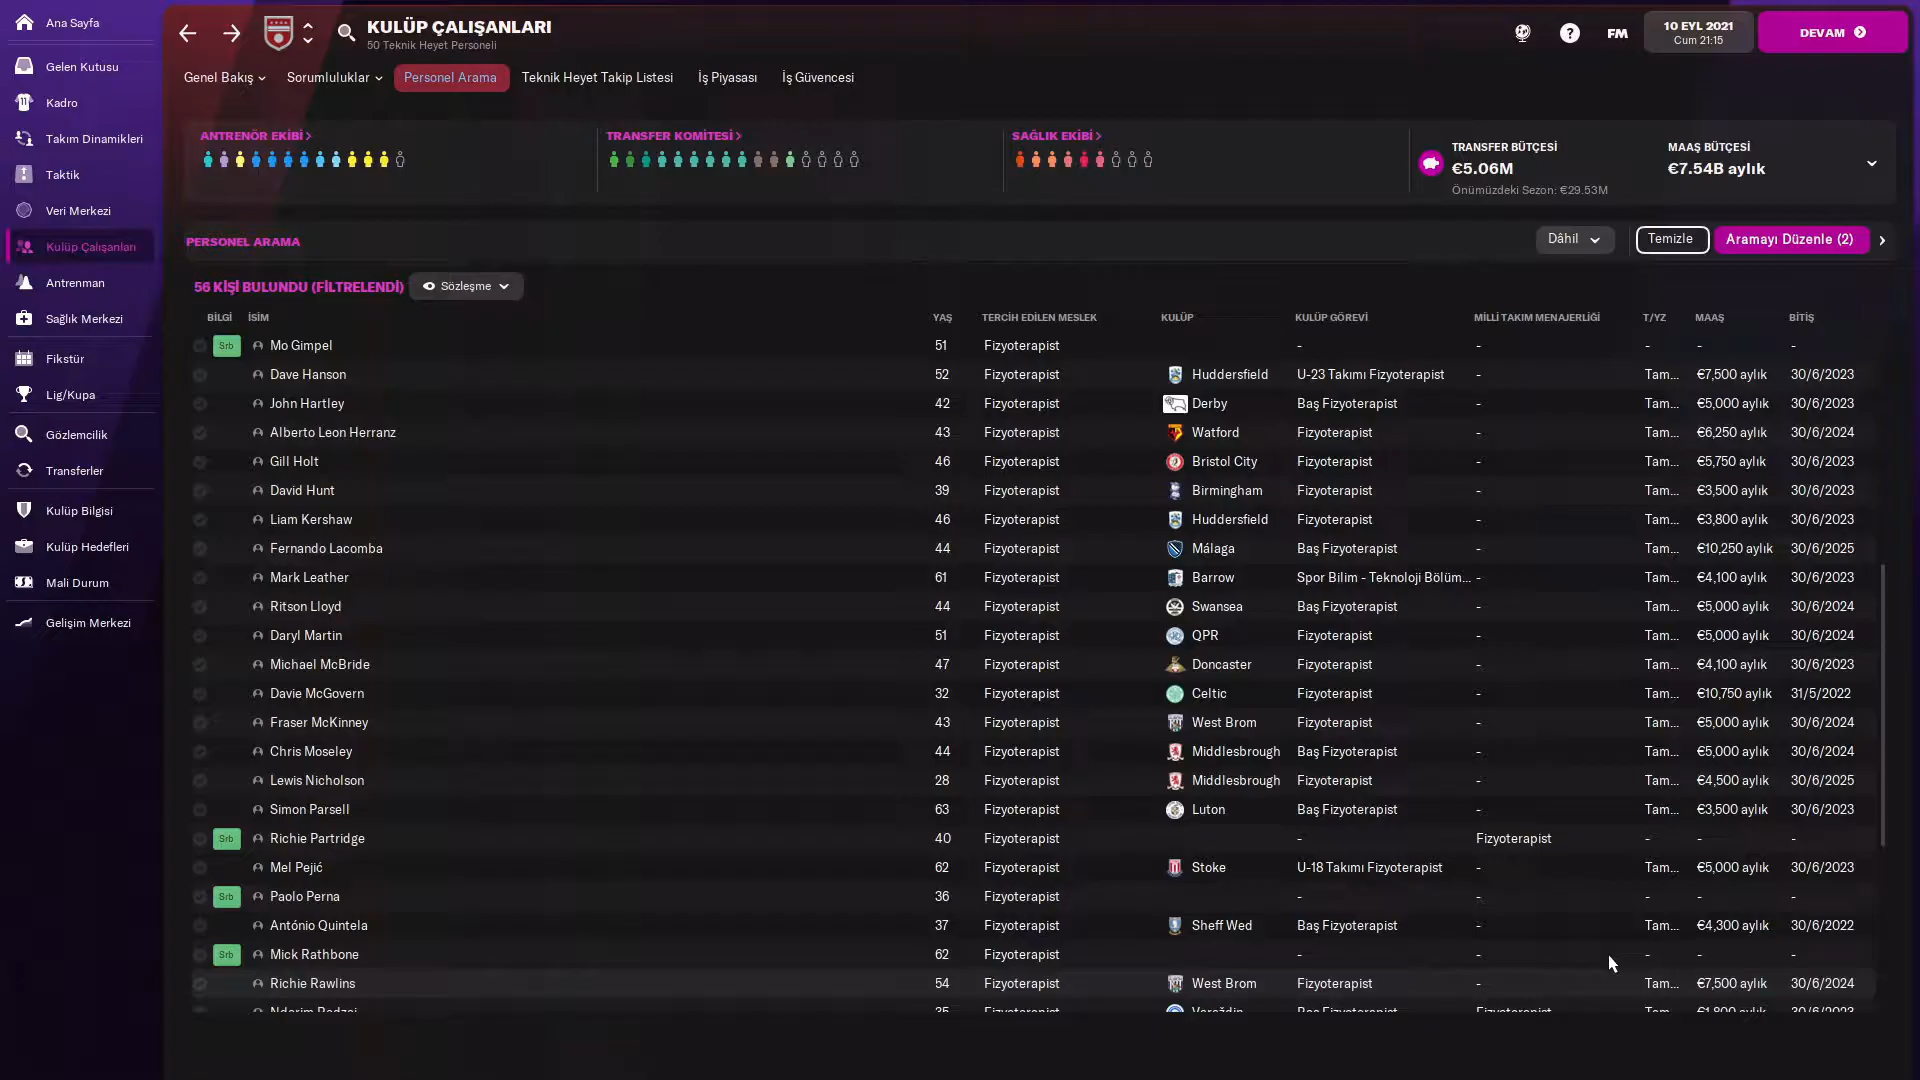 Ana Sayfa
Gelen Kutusu
Kadro
Takım Dinamikleri
Taktik
Veri Merkezi
Kulüp Çalışanları
Antrenman
Sağlık Merkezi
Fikstür
Lig/Kupa
Gözlemcilik
Transferler
Kulüp Bilgisi
Kulüp Hedefleri
Mali Durum
Gelişim Merkezi
KULÜP ÇALIŞANLARI
50 Teknik Heyet Personeli
FM
10 EYL 2021
Cum 21:15
DEVAM
Genel Bakış Sorumluluklar Personel Arama Teknik Heyet Takip Listesi İş Piyasası İş Güvencesi
ANTRENÖR EKİBİ >
TRANSFER KOMİTESİ >
SAĞLIK EKİBİ >
TRANSFER BÜTÇESİ
€5.06M
Önümüzdeki Sezon: €29.53M
MAAŞ BÜTÇESİ
€7.54B aylık
PERSONEL ARAMA
Dâhil
Temizle
Aramayı Düzenle (2)
56 KİŞİ BULUNDU (FİLTRELENDİ) Sözleşme
BİLGİ İSİM YAŞ TERCİH EDİLEN MESLEK KULÜP KULÜP GÖREVİ MİLLİ TAKIM MENAJERLİĞİ T/YZ MAAŞ BİTİŞ
Srb Mo Gimpel 51 Fizyoterapist - - - - -
Dave Hanson 52 Fizyoterapist Huddersfield U-23 Takımı Fizyoterapist - Tam... €7,500 aylık 30/6/2023
John Hartley 42 Fizyoterapist Derby Baş Fizyoterapist - Tam... €5,000 aylık 30/6/2023
Alberto Leon Herranz 43 Fizyoterapist Watford Fizyoterapist - Tam... €6,250 aylık 30/6/2024
Gill Holt 46 Fizyoterapist Bristol City Fizyoterapist - Tam... €5,750 aylık 30/6/2023
David Hunt 39 Fizyoterapist Birmingham Fizyoterapist - Tam... €3,500 aylık 30/6/2023
Liam Kershaw 46 Fizyoterapist Huddersfield Fizyoterapist - Tam... €3,800 aylık 30/6/2023
Fernando Lacomba 44 Fizyoterapist Málaga Baş Fizyoterapist - Tam... €10,250 aylık 30/6/2025
Mark Leather 61 Fizyoterapist Barrow Spor Bilim - Teknoloji Bölüm... - Tam... €4,100 aylık 30/6/2023
Ritson Lloyd 44 Fizyoterapist Swansea Baş Fizyoterapist - Tam... €5,000 aylık 30/6/2024
Daryl Martin 51 Fizyoterapist QPR Fizyoterapist - Tam... €5,000 aylık 30/6/2024
Michael McBride 47 Fizyoterapist Doncaster Fizyoterapist - Tam... €4,100 aylık 30/6/2023
Davie McGovern 32 Fizyoterapist Celtic Fizyoterapist - Tam... €10,750 aylık 31/5/2022
Fraser McKinney 43 Fizyoterapist West Brom Fizyoterapist - Tam... €5,000 aylık 30/6/2024
Chris Moseley 44 Fizyoterapist Middlesbrough Baş Fizyoterapist - Tam... €5,000 aylık 30/6/2024
Lewis Nicholson 28 Fizyoterapist Middlesbrough Fizyoterapist - Tam... €4,500 aylık 30/6/2025
Simon Parsell 63 Fizyoterapist Luton Baş Fizyoterapist - Tam... €3,500 aylık 30/6/2023
Srb Richie Partridge 40 Fizyoterapist - Fizyoterapist - - -
Mel Pejić 62 Fizyoterapist Stoke U-18 Takımı Fizyoterapist - Tam... €5,000 aylık 30/6/2023
Srb Paolo Perna 36 Fizyoterapist - - - - -
António Quintela 37 Fizyoterapist Sheff Wed Baş Fizyoterapist - Tam... €4,300 aylık 30/6/2022
Srb Mick Rathbone 62 Fizyoterapist - - - - -
Richie Rawlins 54 Fizyoterapist West Brom Fizyoterapist - Tam... €7,500 aylık 30/6/2024